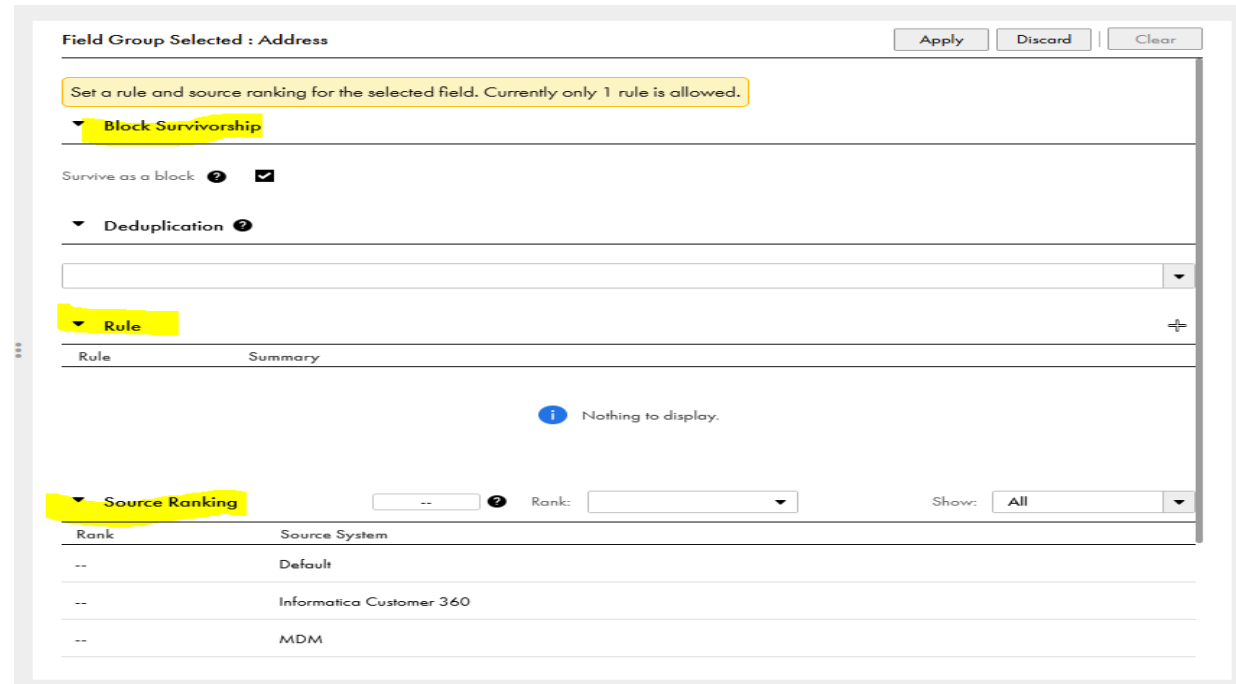 Field Group Selected : Address Apply Discard Clear
Set a rule and source ranking for the selected field. Currently only 1 rule is allowed.
Block Survivorship
Survive as a block ?
Deduplication ?
Rule
Rule Summary
i Nothing to display.
Source Ranking -- ? Rank: Show: All
Rank Source System
-- Default
-- Informatica Customer 360
-- MDM